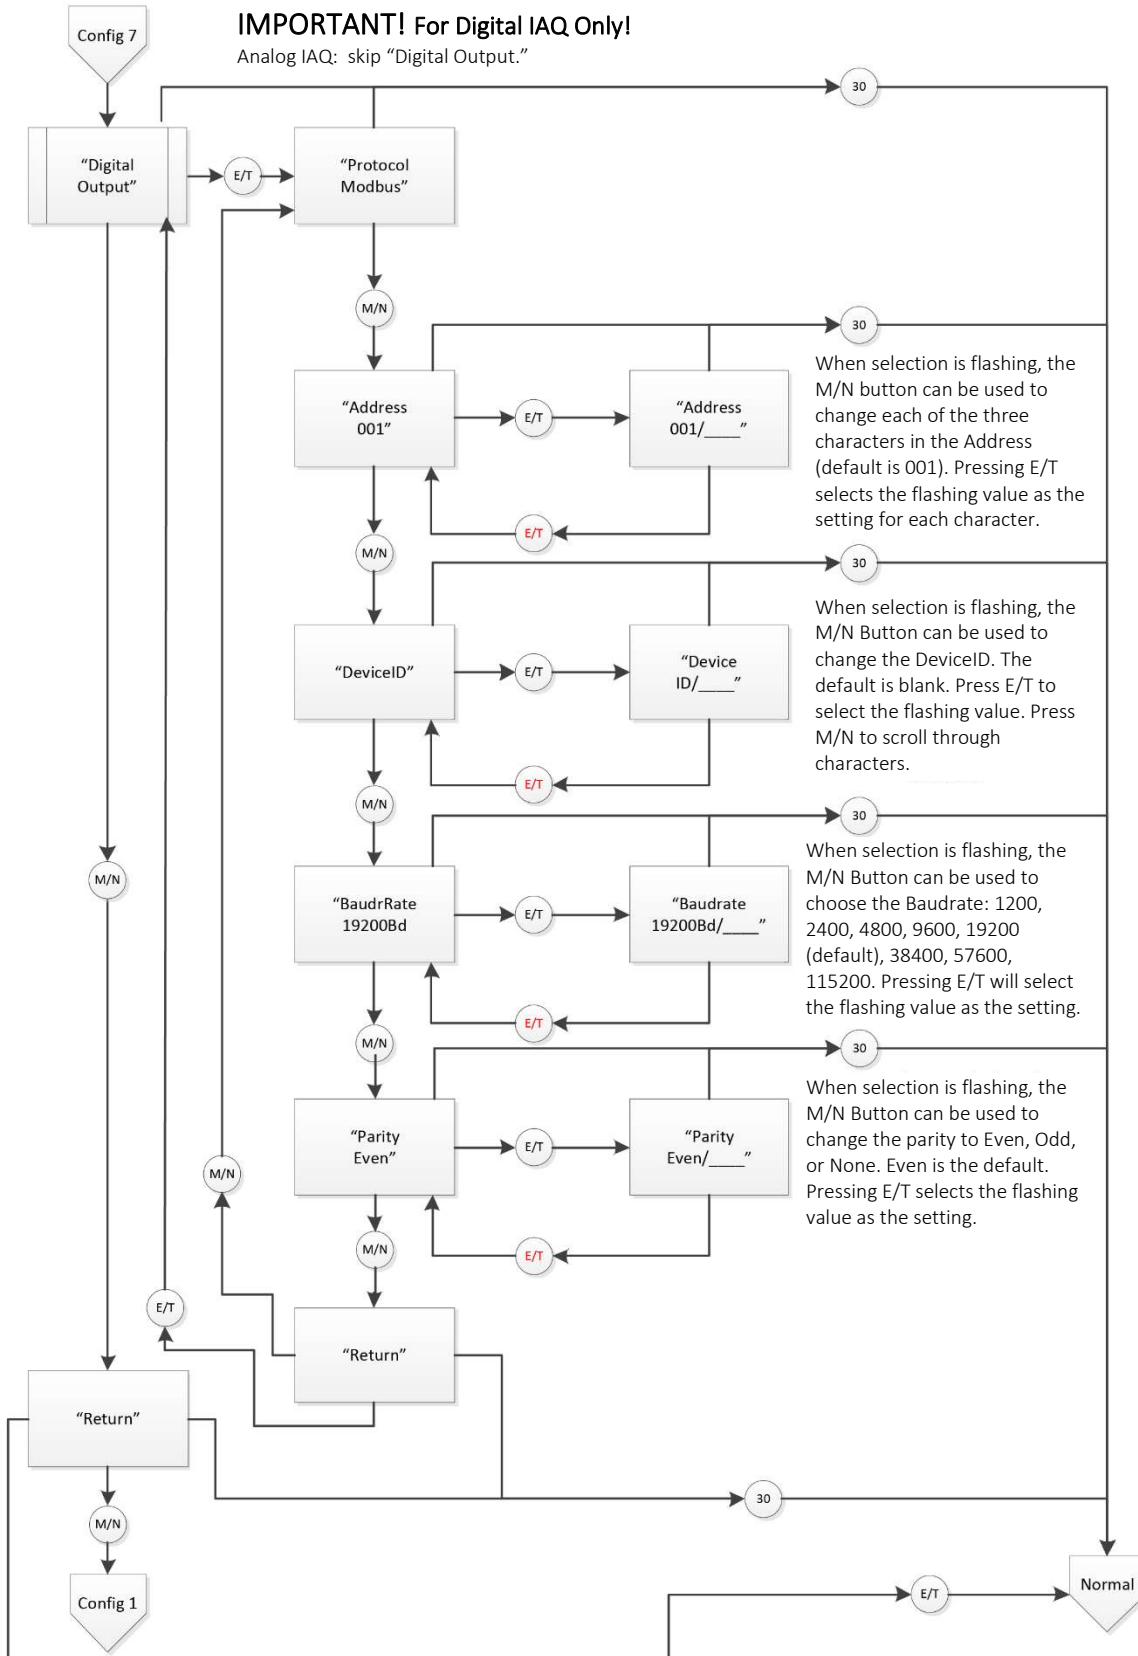 Config 7
IMPORTANT! For Digital IAQ Only!
Analog IAQ:  skip “Digital Output.”
30
“Digital
Output”
E/T
“Protocol
Modbus”
M/N
30
“Address
001”
E/T
“Address
001/____”
When selection is flashing, the
M/N button can be used to
change each of the three
characters in the Address
(default is 001). Pressing E/T
selects the flashing value as the
setting for each character.
E/T
M/N
30
“DeviceID”
E/T
“Device
ID/____”
When selection is flashing, the
M/N Button can be used to
change the DeviceID. The
default is blank. Press E/T to
select the flashing value. Press
M/N to scroll through
characters.
E/T
M/N
30
M/N
“BaudrRate
19200Bd
E/T
“Baudrate
19200Bd/____”
When selection is flashing, the
M/N Button can be used to
choose the Baudrate: 1200,
2400, 4800, 9600, 19200
(default), 38400, 57600,
115200. Pressing E/T will select
the flashing value as the setting.
E/T
M/N
30
“Parity
Even”
E/T
“Parity
Even/____”
When selection is flashing, the
M/N Button can be used to
change the parity to Even, Odd,
or None. Even is the default.
Pressing E/T selects the flashing
value as the setting.
M/N
E/T
M/N
E/T
“Return”
“Return”
30
M/N
Config 1
E/T
Normal